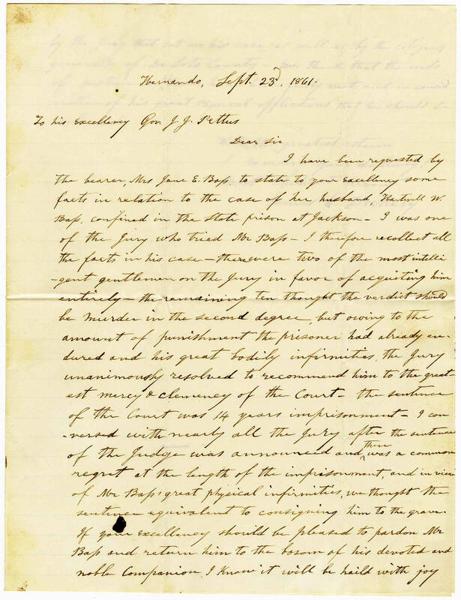 Hernando, Sept. 23d, 1861.
To his Excellency Gov. J. J. Pettus
Dear Sir
I have been requested by
the bearer, Mrs Jane E. Bass to state to your excellency some
facts in relation to the case of her husband, W.
Bass, confined in the state prison at Jackson – I was one
of the Jury who tried Mr Bass – I therefore recollect all
the facts in his case – there were two of the most intelli-
-gent gentlemen on the Jury in favor of acquiting him
entirely – the remaining ten thought the verdict should
be murder in the second degree, but owing to the
amount of punishment the prisoner had already en-
dured and his great bodily infirmities, the Jury
unanimously resolved to recommend him to the great-
est mercy & clemency of the Court – the sentence
of the Court was 14 years imprisonment – I con-
-versed with nearly all the Jury after the sentence
of the Judge was announced and there was a common
regret at the length of the imprisonment, and in view
of Mr Bass' great physical infirmities, we thought the
sentence equivalent to consigning him to the grave.
If your excellency should be pleased to pardon Mr
Bass and return him to the bosom of his devoted and
noble Companion I know it will be haild with joy